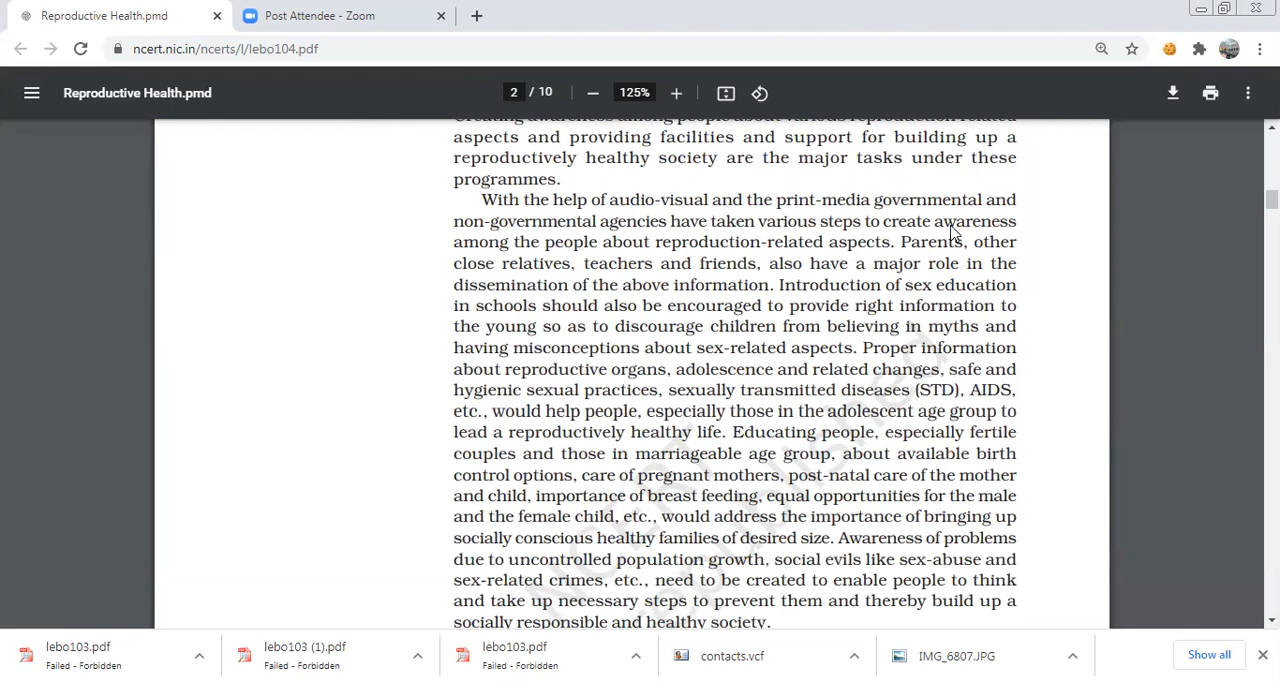 Reproductive Health.pmd
Post Attendee - Zoom
ncert.nic.in/ncerts/l/lebo104.pdf
Reproductive Health.pmd
2 / 10
125%
Creating awareness among people about various reproduction related
aspects and providing facilities and support for building up a
reproductively healthy society are the major tasks under these
programmes.
With the help of audio-visual and the print-media governmental and
non-governmental agencies have taken various steps to create awareness
among the people about reproduction-related aspects. Parents, other
close relatives, teachers and friends, also have a major role in the
dissemination of the above information. Introduction of sex education
in schools should also be encouraged to provide right information to
the young so as to discourage children from believing in myths and
having misconceptions about sex-related aspects. Proper information
about reproductive organs, adolescence and related changes, safe and
hygienic sexual practices, sexually transmitted diseases (STD), AIDS,
etc., would help people, especially those in the adolescent age group to
lead a reproductively healthy life. Educating people, especially fertile
couples and those in marriageable age group, about available birth
control options, care of pregnant mothers, post-natal care of the mother
and child, importance of breast feeding, equal opportunities for the male
and the female child, etc., would address the importance of bringing up
socially conscious healthy families of desired size. Awareness of problems
due to uncontrolled population growth, social evils like sex-abuse and
sex-related crimes, etc., need to be created to enable people to think
and take up necessary steps to prevent them and thereby build up a
socially responsible and healthy society.
NCERT
republished
lebo103.pdf
Failed - Forbidden
lebo103 (1).pdf
Failed - Forbidden
lebo103.pdf
Failed - Forbidden
contacts.vcf
IMG_6807.JPG
Show all